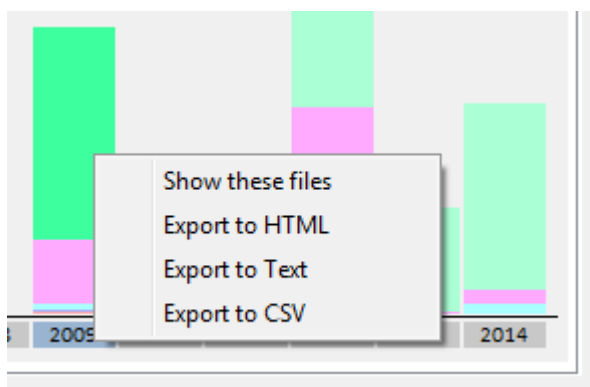 Show these files
Export to HTML
Export to Text
Export to CSV
2009
2014